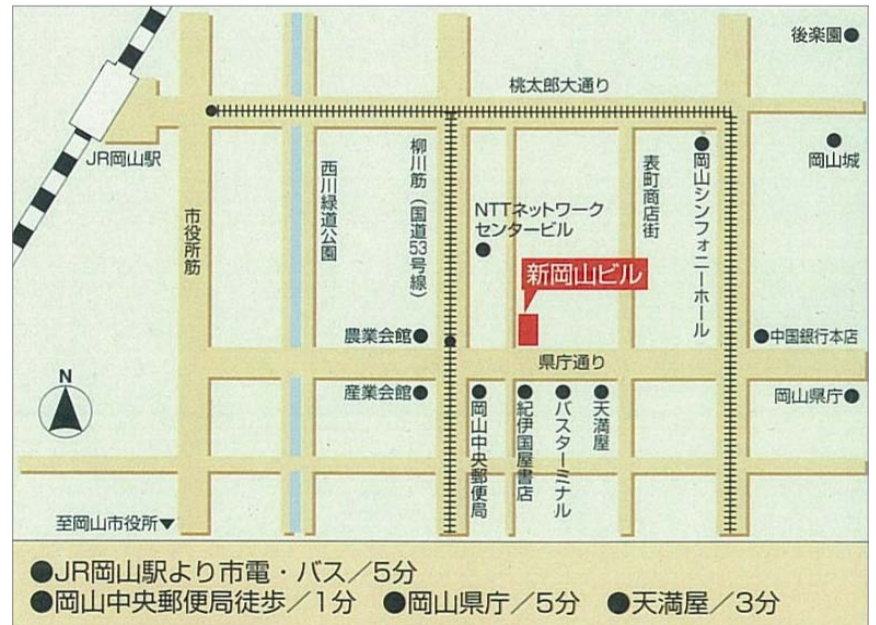 後楽園●
桃太郎大通り
JR岡山駅
岡山城
市役所筋
西川緑道公園
柳川筋（国道53号線）
NTTネットワーク
センタービル
表町商店街
岡山シンフォニーホール
新岡山ビル
農業会館●
●中国銀行本店
県庁通り
N
産業会館●
岡山中央郵便局
紀伊国屋書店
バスターミナル
天満屋
岡山県庁●
至岡山市役所▼
●JR岡山駅より市電・バス／5分
●岡山中央郵便局徒歩／1分 ●岡山県庁／5分 ●天満屋／3分